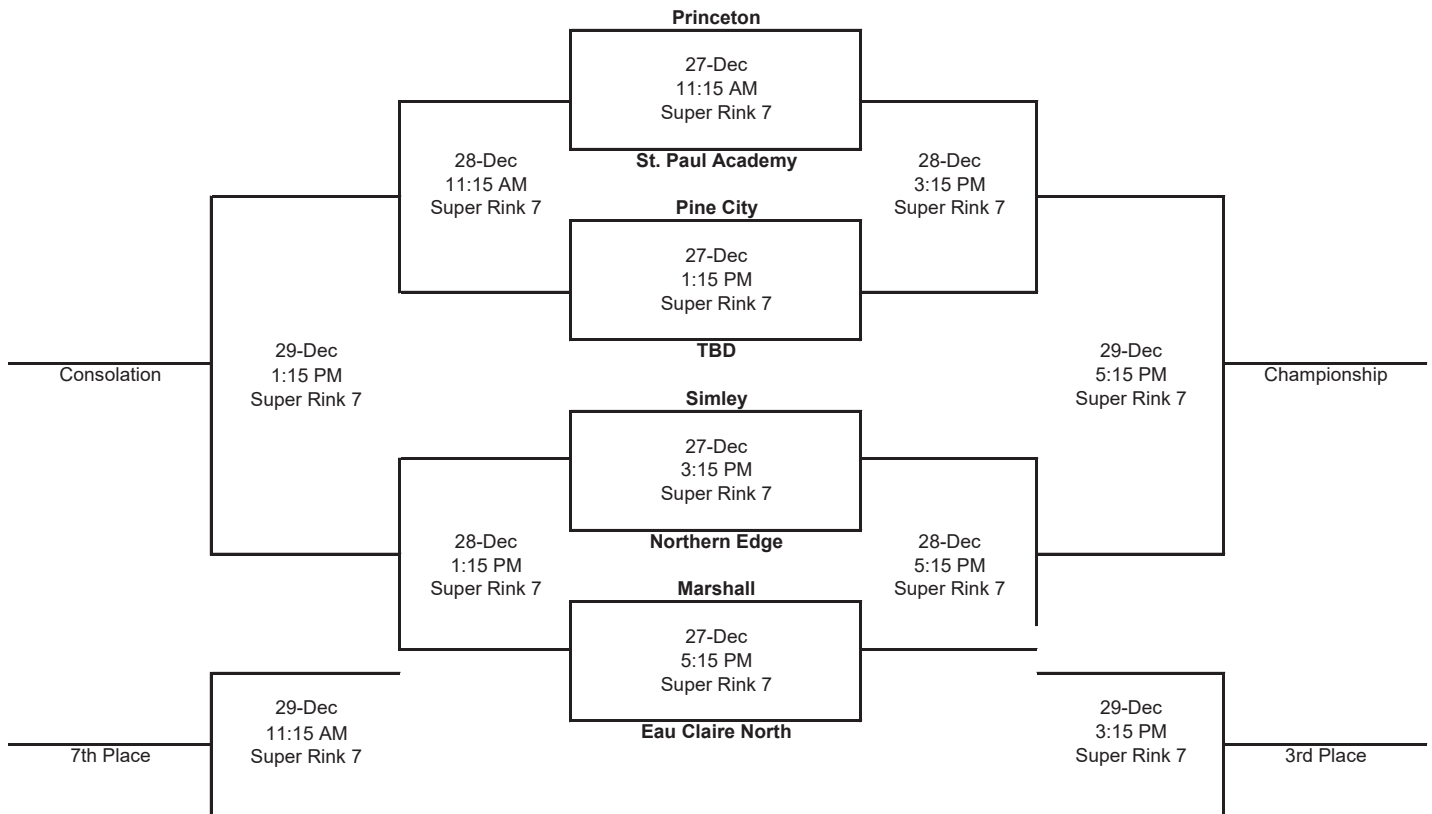 Princeton
27-Dec
11:15 AM
Super Rink 7
St. Paul Academy
28-Dec
11:15 AM
Super Rink 7
28-Dec
3:15 PM
Super Rink 7
Pine City
27-Dec
1:15 PM
Super Rink 7
TBD
Consolation
29-Dec
1:15 PM
Super Rink 7
29-Dec
5:15 PM
Super Rink 7
Championship
Simley
27-Dec
3:15 PM
Super Rink 7
Northern Edge
28-Dec
1:15 PM
Super Rink 7
28-Dec
5:15 PM
Super Rink 7
Marshall
27-Dec
5:15 PM
Super Rink 7
Eau Claire North
7th Place
29-Dec
11:15 AM
Super Rink 7
29-Dec
3:15 PM
Super Rink 7
3rd Place